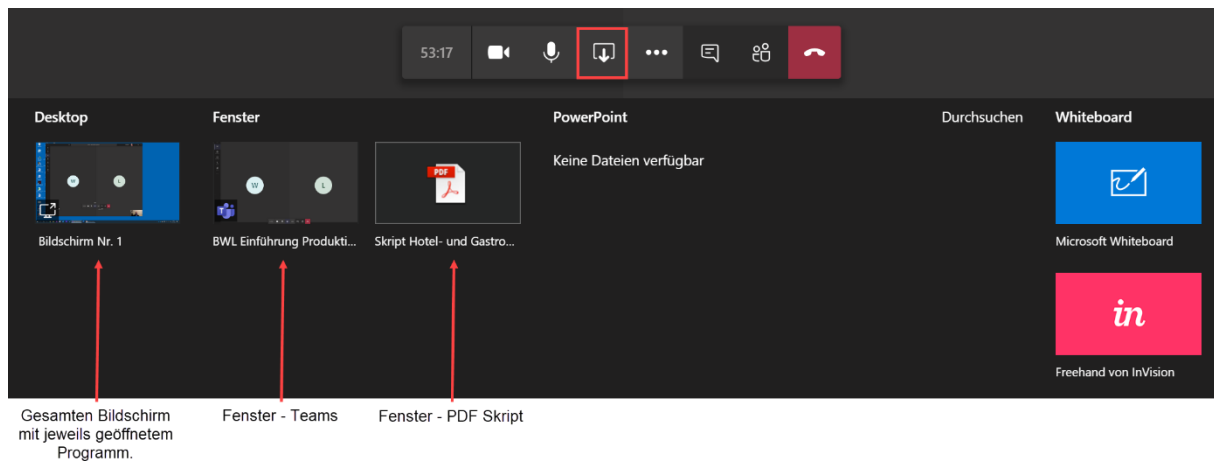 53:17
Desktop
Fenster
PowerPoint
Durchsuchen
Whiteboard
Keine Dateien verfügbar
PDF
W
L
W
L
Bildschirm Nr. 1
BWL Einführung Produkti...
Skript Hotel- und Gastro...
Microsoft Whiteboard
in
Freehand von InVision
Gesamten Bildschirm
mit jeweils geöffnetem
Programm.
Fenster - Teams
Fenster - PDF Skript